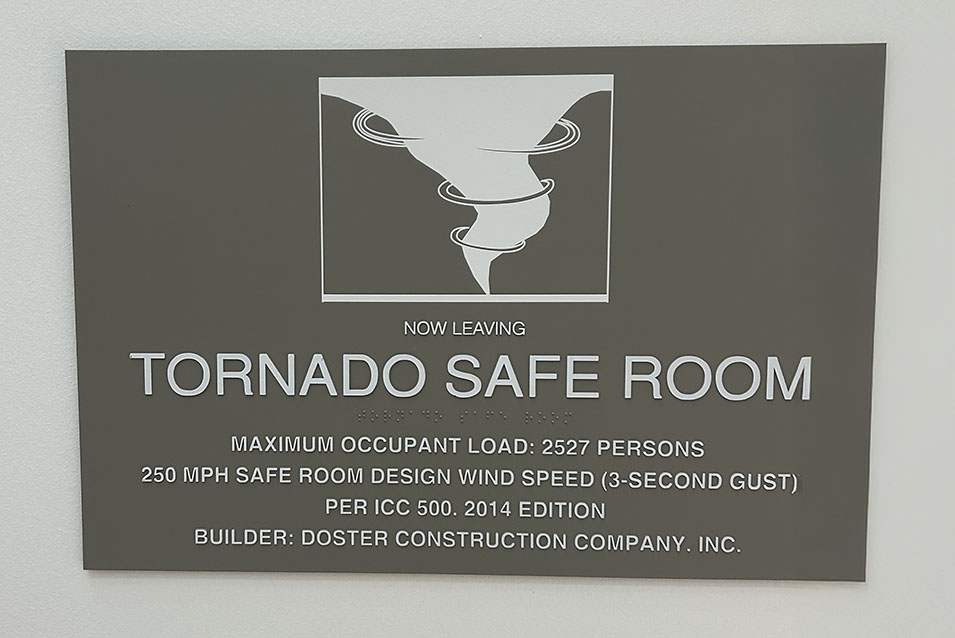 NOW LEAVING
TORNADO SAFE ROOM
MAXIMUM OCCUPANT LOAD: 2527 PERSONS
250 MPH SAFE ROOM DESIGN WIND SPEED (3-SECOND GUST)
PER ICC 500. 2014 EDITION
BUILDER: DOSTER CONSTRUCTION COMPANY. INC.